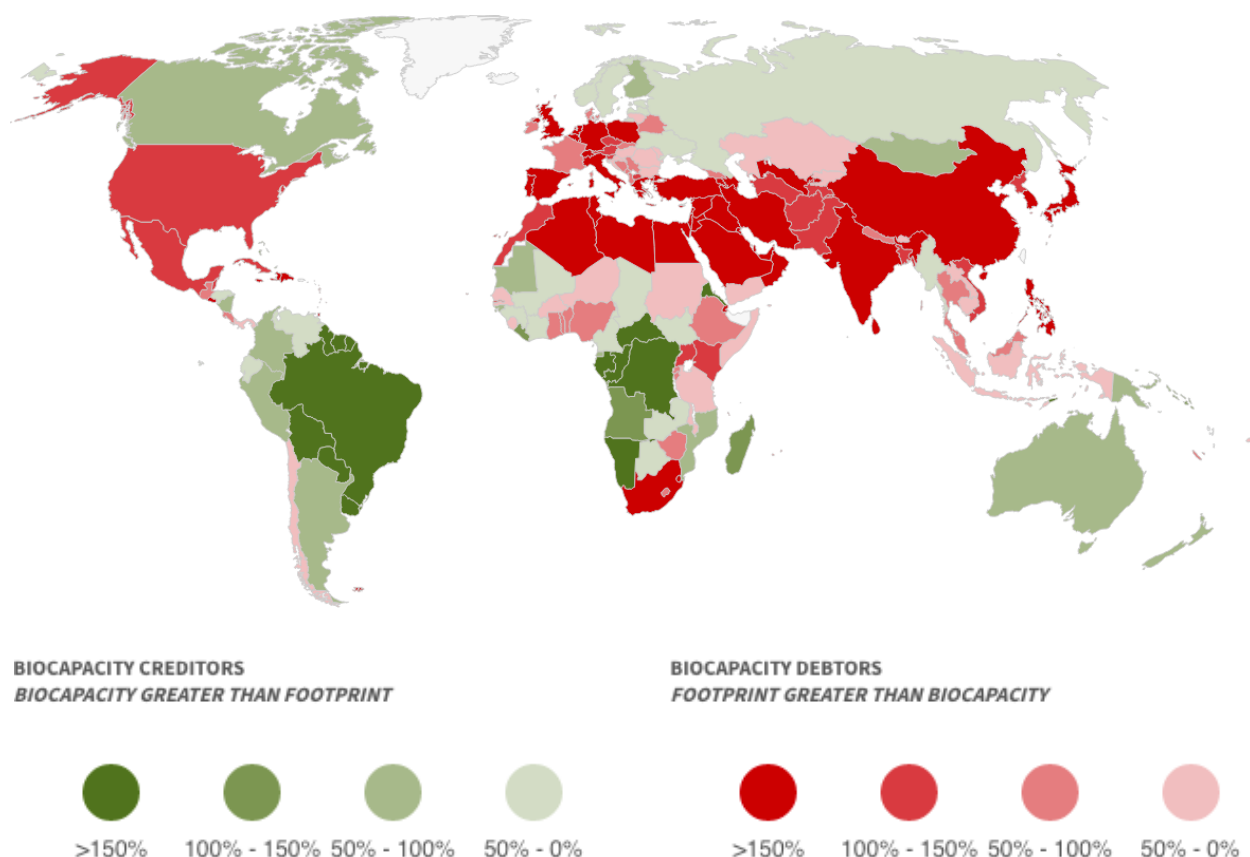 BIOCAPACITY CREDITORS
BIOCAPACITY GREATER THAN FOOTPRINT
>150%
100% - 150%
50% - 100%
50% - 0%
BIOCAPACITY DEBTORS
FOOTPRINT GREATER THAN BIOCAPACITY
>150%
100% - 150%
50% - 100%
50% - 0%